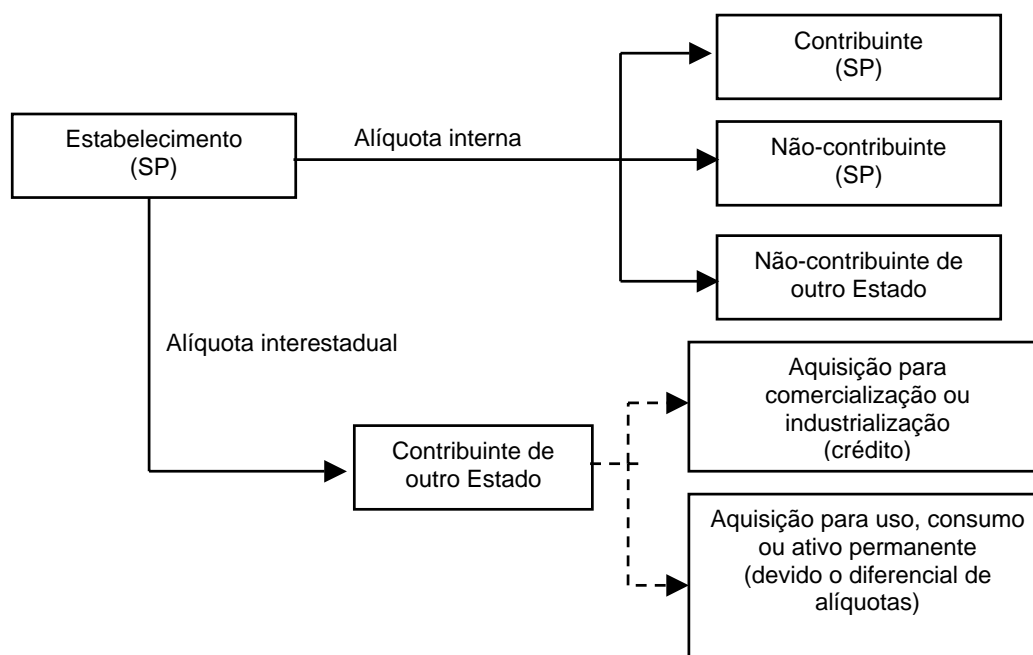 Contribuinte
(SP)
Estabelecimento
(SP)
Alíquota interna
Não-contribuinte
(SP)
Não-contribuinte de
outro Estado
Alíquota interestadual
Aquisição para
comercialização ou
industrialização
(crédito)
Contribuinte de
outro Estado
Aquisição para uso, consumo
ou ativo permanente
(devido o diferencial de
alíquotas)